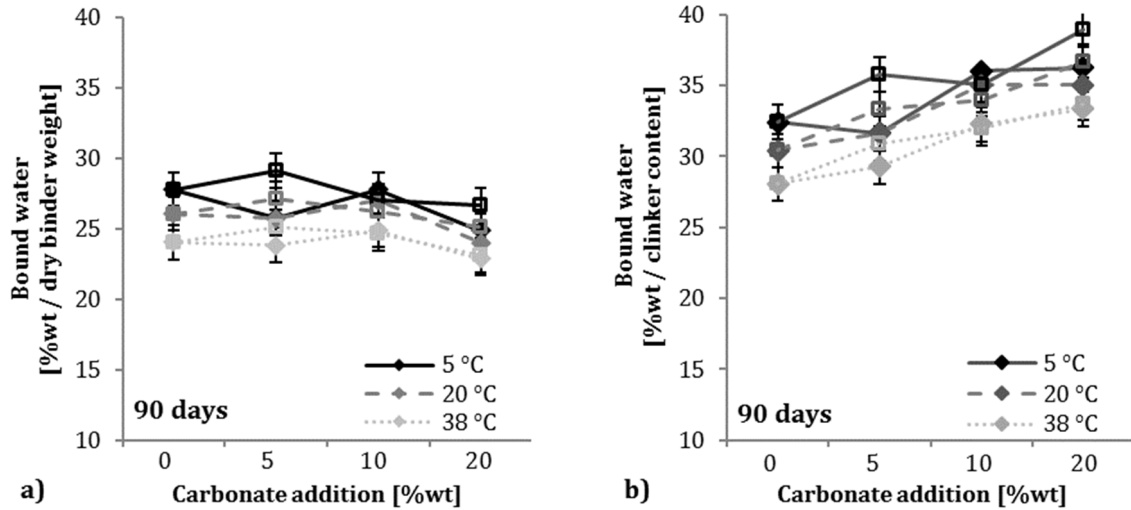 40
35
30
25
20
15
10
Bound water
[%wt / dry binder weight]
5 °C
20 °C
38 °C
90 days
0 5 10 20
Carbonate addition [%wt]
a)
40
35
30
25
20
15
10
Bound water
[%wt / clinker content]
5 °C
20 °C
38 °C
90 days
0 5 10 20
Carbonate addition [%wt]
b)